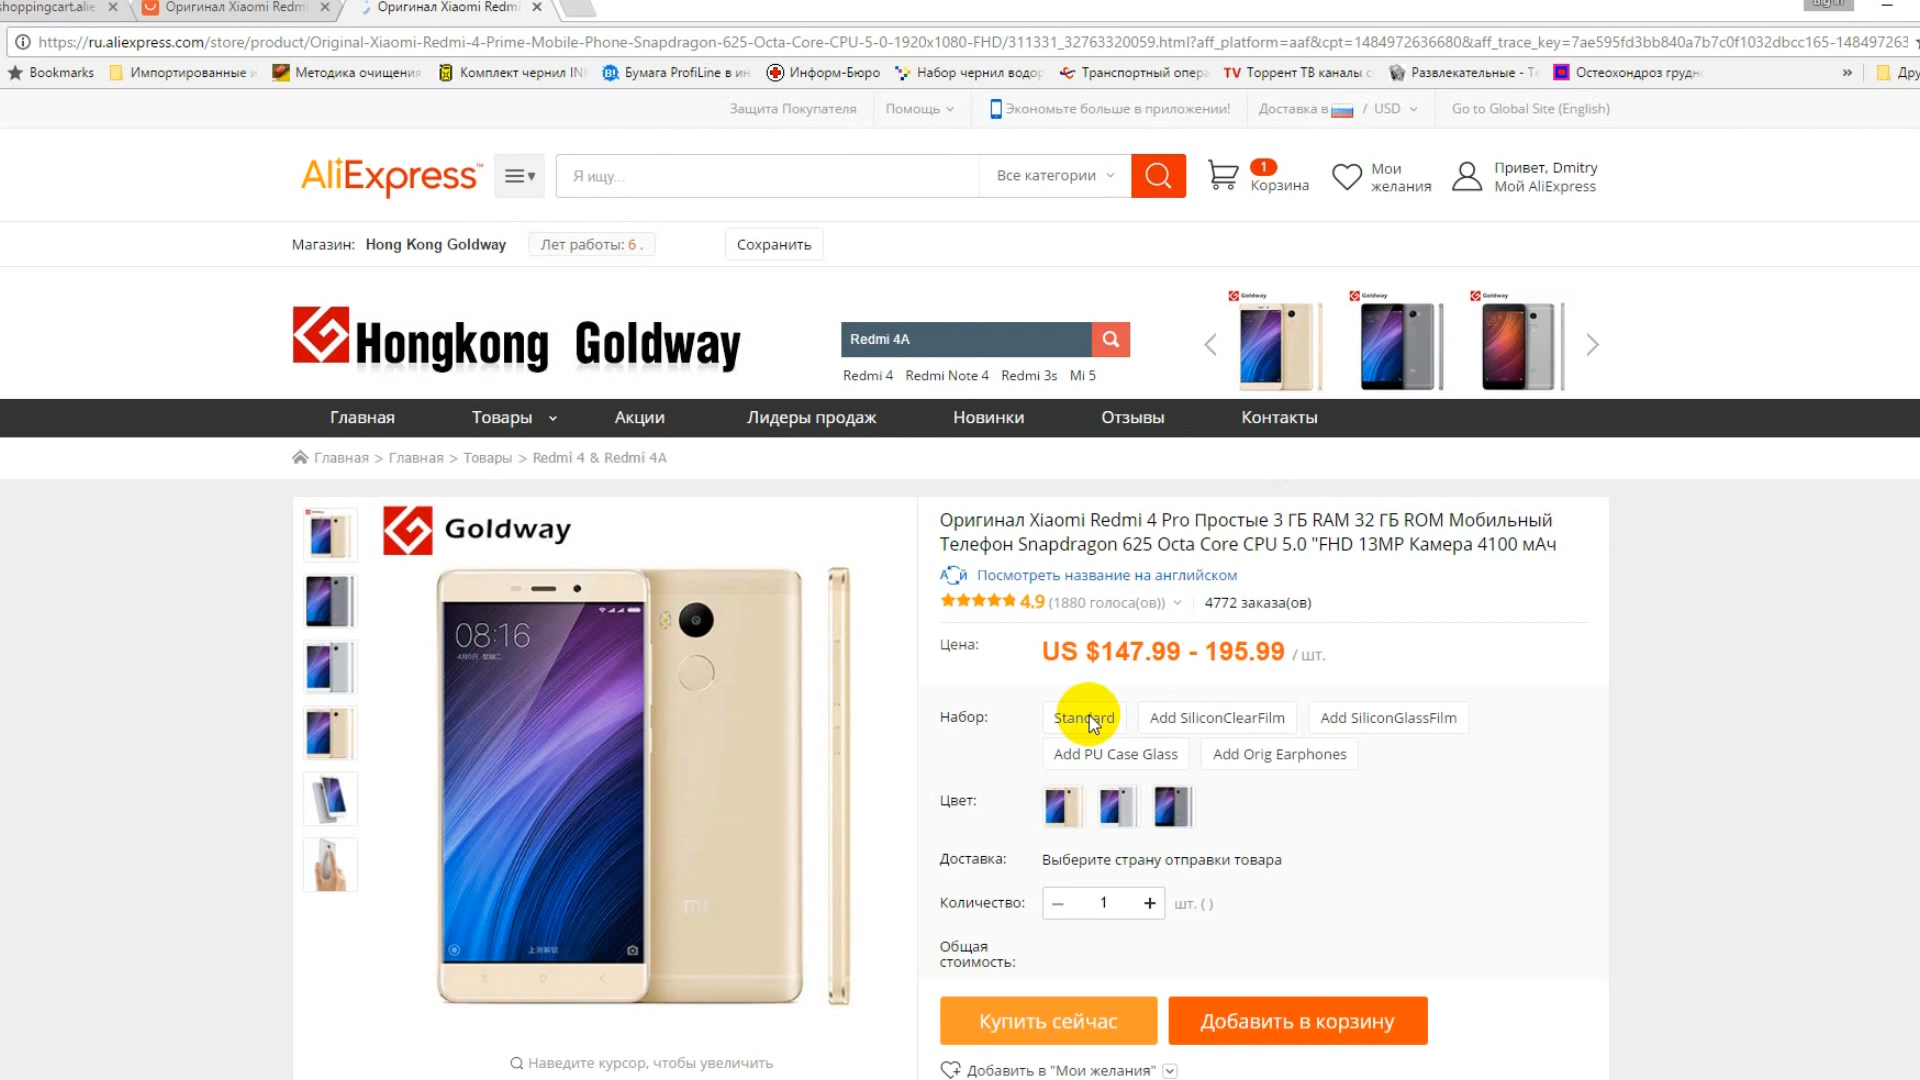 shoppingcart.alie
Оригинал Xiaomi Redmi
Оригинал Xiaomi Redmi
https://ru.aliexpress.com/store/product/Original-Xiaomi-Redmi-4-Prime-Mobile-Phone-Snapdragon-625-Octa-Core-CPU-5-0-1920x1080-FHD/311331_32763320059.html?aff_platform=aaf&cpt=1484972636680&aff_trace_key=7ae595fd3bb840a7b7c0f1032dbcc165-148497263
Bookmarks Импортированные Методика очищения Комплект чернил IN Бумага ProfiLine в ин Информ-Бюро Набор чернил водор Транспортный опера Торрент ТВ каналы Развлекательные - Т Остеохондроз грудн » Дру
Защита Покупателя Помощь Экономьте больше в приложении! Доставка в / USD Go to Global Site (English)
AliExpress™ Я ищу... Все категории 1 Корзина Мои желания Привет, Dmitry
Мой AliExpress
Магазин: Hong Kong Goldway Лет работы: 6 . Сохранить
Goldway Goldway Goldway
Hongkong Goldway
Redmi 4A
Redmi 4 Redmi Note 4 Redmi 3s Mi 5
Главная Товары Акции Лидеры продаж Новинки Отзывы Контакты
Главная > Главная > Товары > Redmi 4 & Redmi 4A
Goldway
08:16
Наведите курсор, чтобы увеличить
Оригинал Xiaomi Redmi 4 Pro Простые 3 ГБ RAM 32 ГБ ROM Мобильный
Телефон Snapdragon 625 Octa Core CPU 5.0 "FHD 13MP Камера 4100 мАч
Посмотреть название на английском
4.9 (1880 голоса(ов)) 4772 заказа(ов)
Цена: US $147.99 - 195.99 / шт.
Набор: Standard Add SiliconClearFilm Add SiliconGlassFilm
Add PU Case Glass Add Orig Earphones
Цвет:
Доставка: Выберите страну отправки товара
Количество: – 1 + шт. ( )
Общая
стоимость:
Купить сейчас Добавить в корзину
Добавить в "Мои желания"